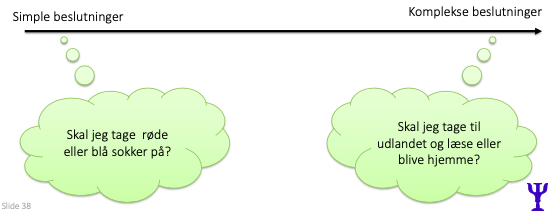 Simple beslutninger
Komplekse beslutninger
Skal jeg tage røde
eller blå sokker på?
Skal jeg tage til
udlandet og læse eller
blive hjemme?
Slide 38